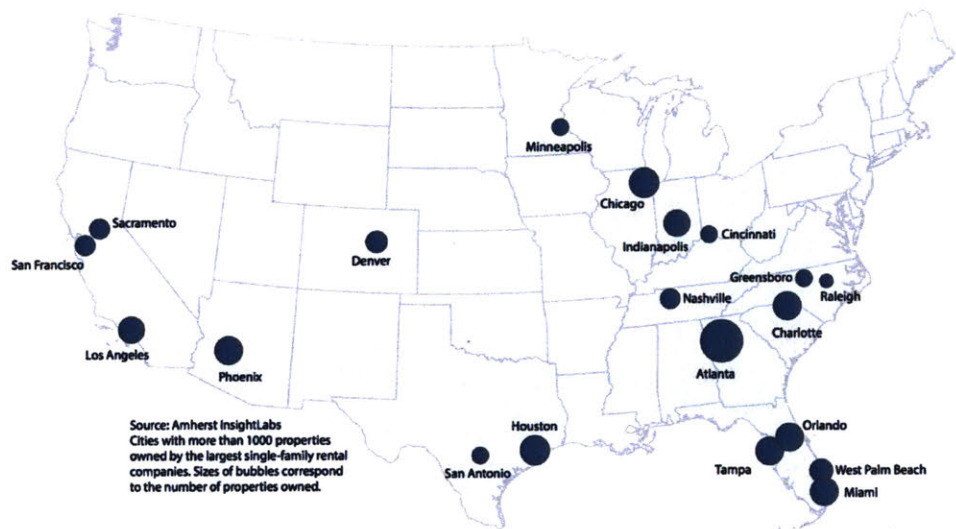 Minneapolis
Chicago
Sacramento
Indianapolis
Cincinnati
San Francisco
Denver
Greensboro
Nashville
Raleigh
Charlotte
Los Angeles
Phoenix
Atlanta
Source: Amherst InsightLabs
Cities with more than 1000 properties
owned by the largest single-family rental
companies. Sizes of bubbles correspond
to the number of properties owned.
Houston
San Antonio
Orlando
Tampa
West Palm Beach
Miami